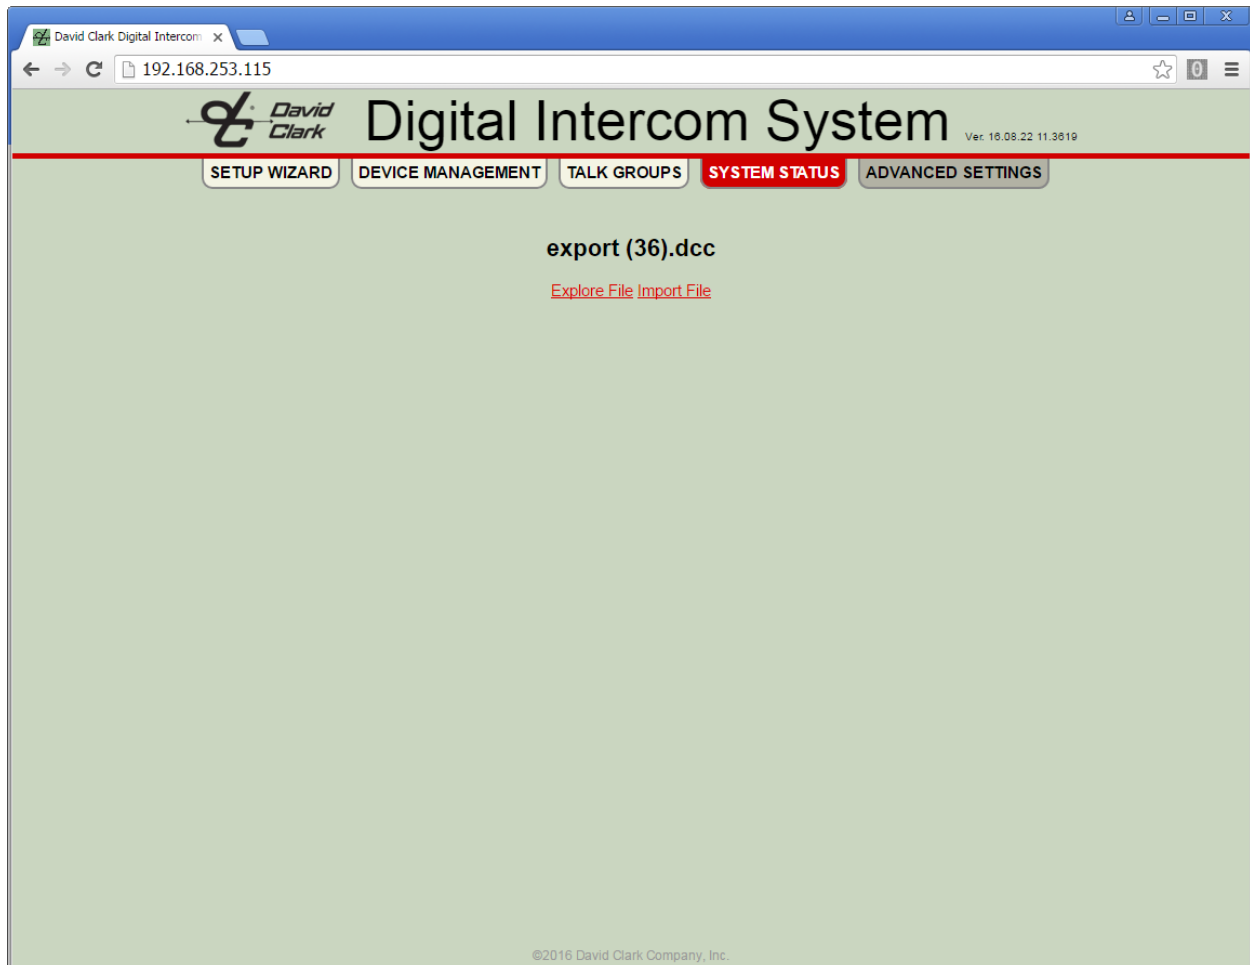 David Clark Digital Intercom
192.168.253.115
David Clark
Digital Intercom System Ver. 16.08.22 11.3619
SETUP WIZARD DEVICE MANAGEMENT TALK GROUPS SYSTEM STATUS ADVANCED SETTINGS
export (36).dcc
Explore File Import File
©2016 David Clark Company, Inc.